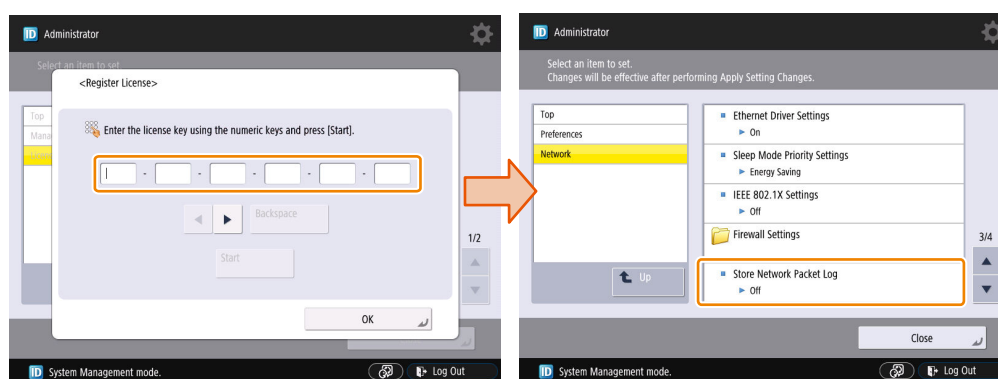 ID Administrator
Select an item to set.
<Register License>
Top
Enter the license key using the numeric keys and press [Start].
- - - - -
Backspace
Start
1/2
OK
ID System Management mode.
Log Out
ID Administrator
Select an item to set.
Changes will be effective after performing Apply Setting Changes.
Top
Preferences
Network
Up
Ethernet Driver Settings
On
Sleep Mode Priority Settings
Energy Saving
IEEE 802.1X Settings
Off
Firewall Settings
Store Network Packet Log
Off
3/4
Close
ID System Management mode.
Log Out